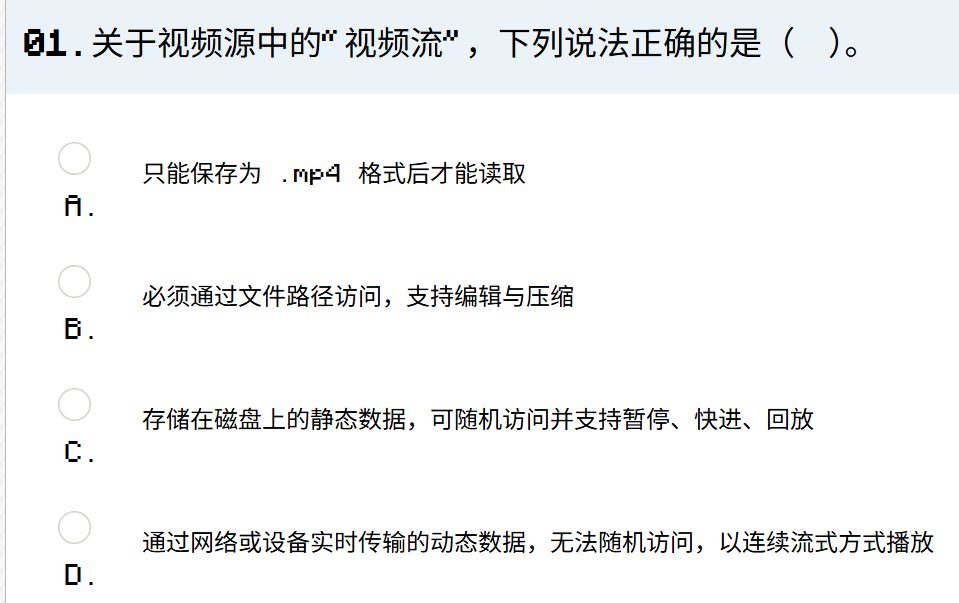 01.关于视频源中的"视频流"，下列说法正确的是（ ）。
只能保存为 .mp4 格式后才能读取
A.
必须通过文件路径访问，支持编辑与压缩
B.
存储在磁盘上的静态数据，可随机访问并支持暂停、快进、回放
C.
通过网络或设备实时传输的动态数据，无法随机访问，以连续流式方式播放
D.